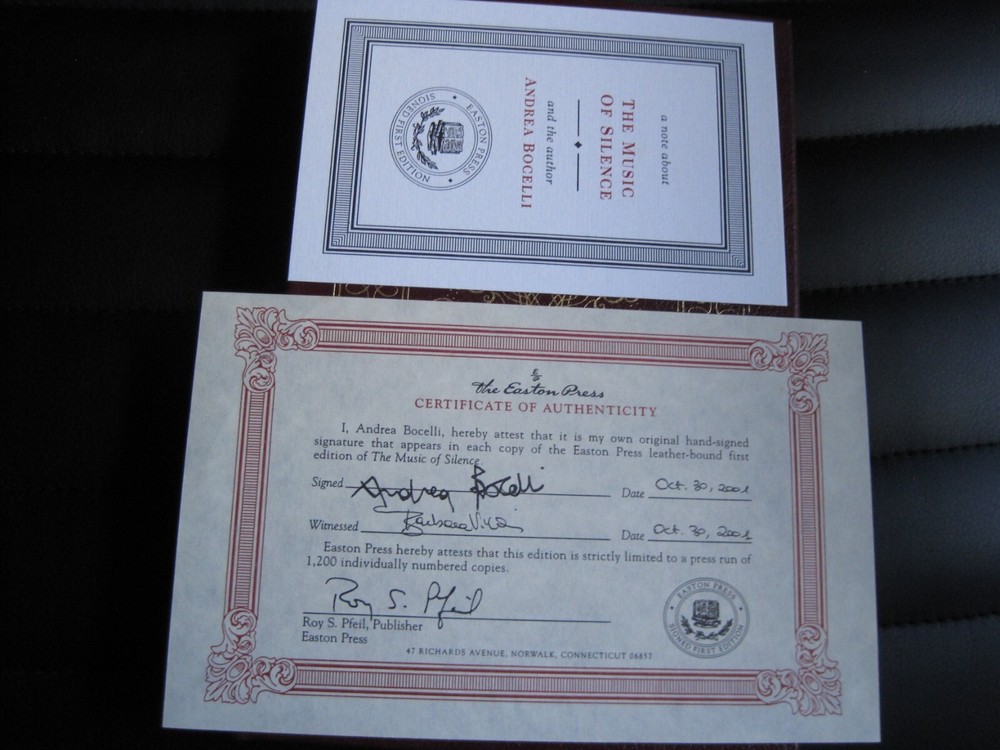 a note about
THE MUSIC
OF SILENCE
and the author
ANDREA BOCELLI
EASTON PRESS
SIGNED FIRST EDITION
The Easton Press
CERTIFICATE OF AUTHENTICITY
I, Andrea Bocelli, hereby attest that it is my own original hand-signed
signature that appears in each copy of the Easton Press leather-bound first
edition of The Music of Silence
Signed Andrea Bocelli Date Oct. 30, 2001
Witnessed Date Oct. 30, 2001
Easton Press hereby attests that this edition is strictly limited to a press run of
1,200 individually numbered copies.
Roy S. Pfeil
Roy S. Pfeil, Publisher
Easton Press
47 RICHARDS AVENUE, NORWALK, CONNECTICUT 06857
EASTON PRESS
SIGNED FIRST EDITION